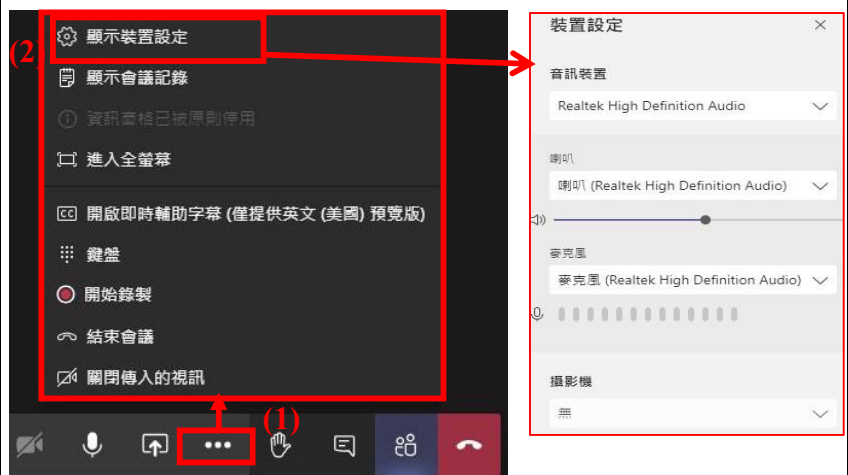 (2)
顯示裝置設定
顯示會議記錄
資訊窗格已被原則停用
進入全螢幕
CC 開啟即時輔助字幕 (僅提供英文 (美國) 預覽版)
鍵盤
開始錄製
結束會議
關閉傳入的視訊
(1)
裝置設定
音訊裝置
Realtek High Definition Audio
喇叭
喇叭 (Realtek High Definition Audio)
麥克風
麥克風 (Realtek High Definition Audio)
攝影機
無